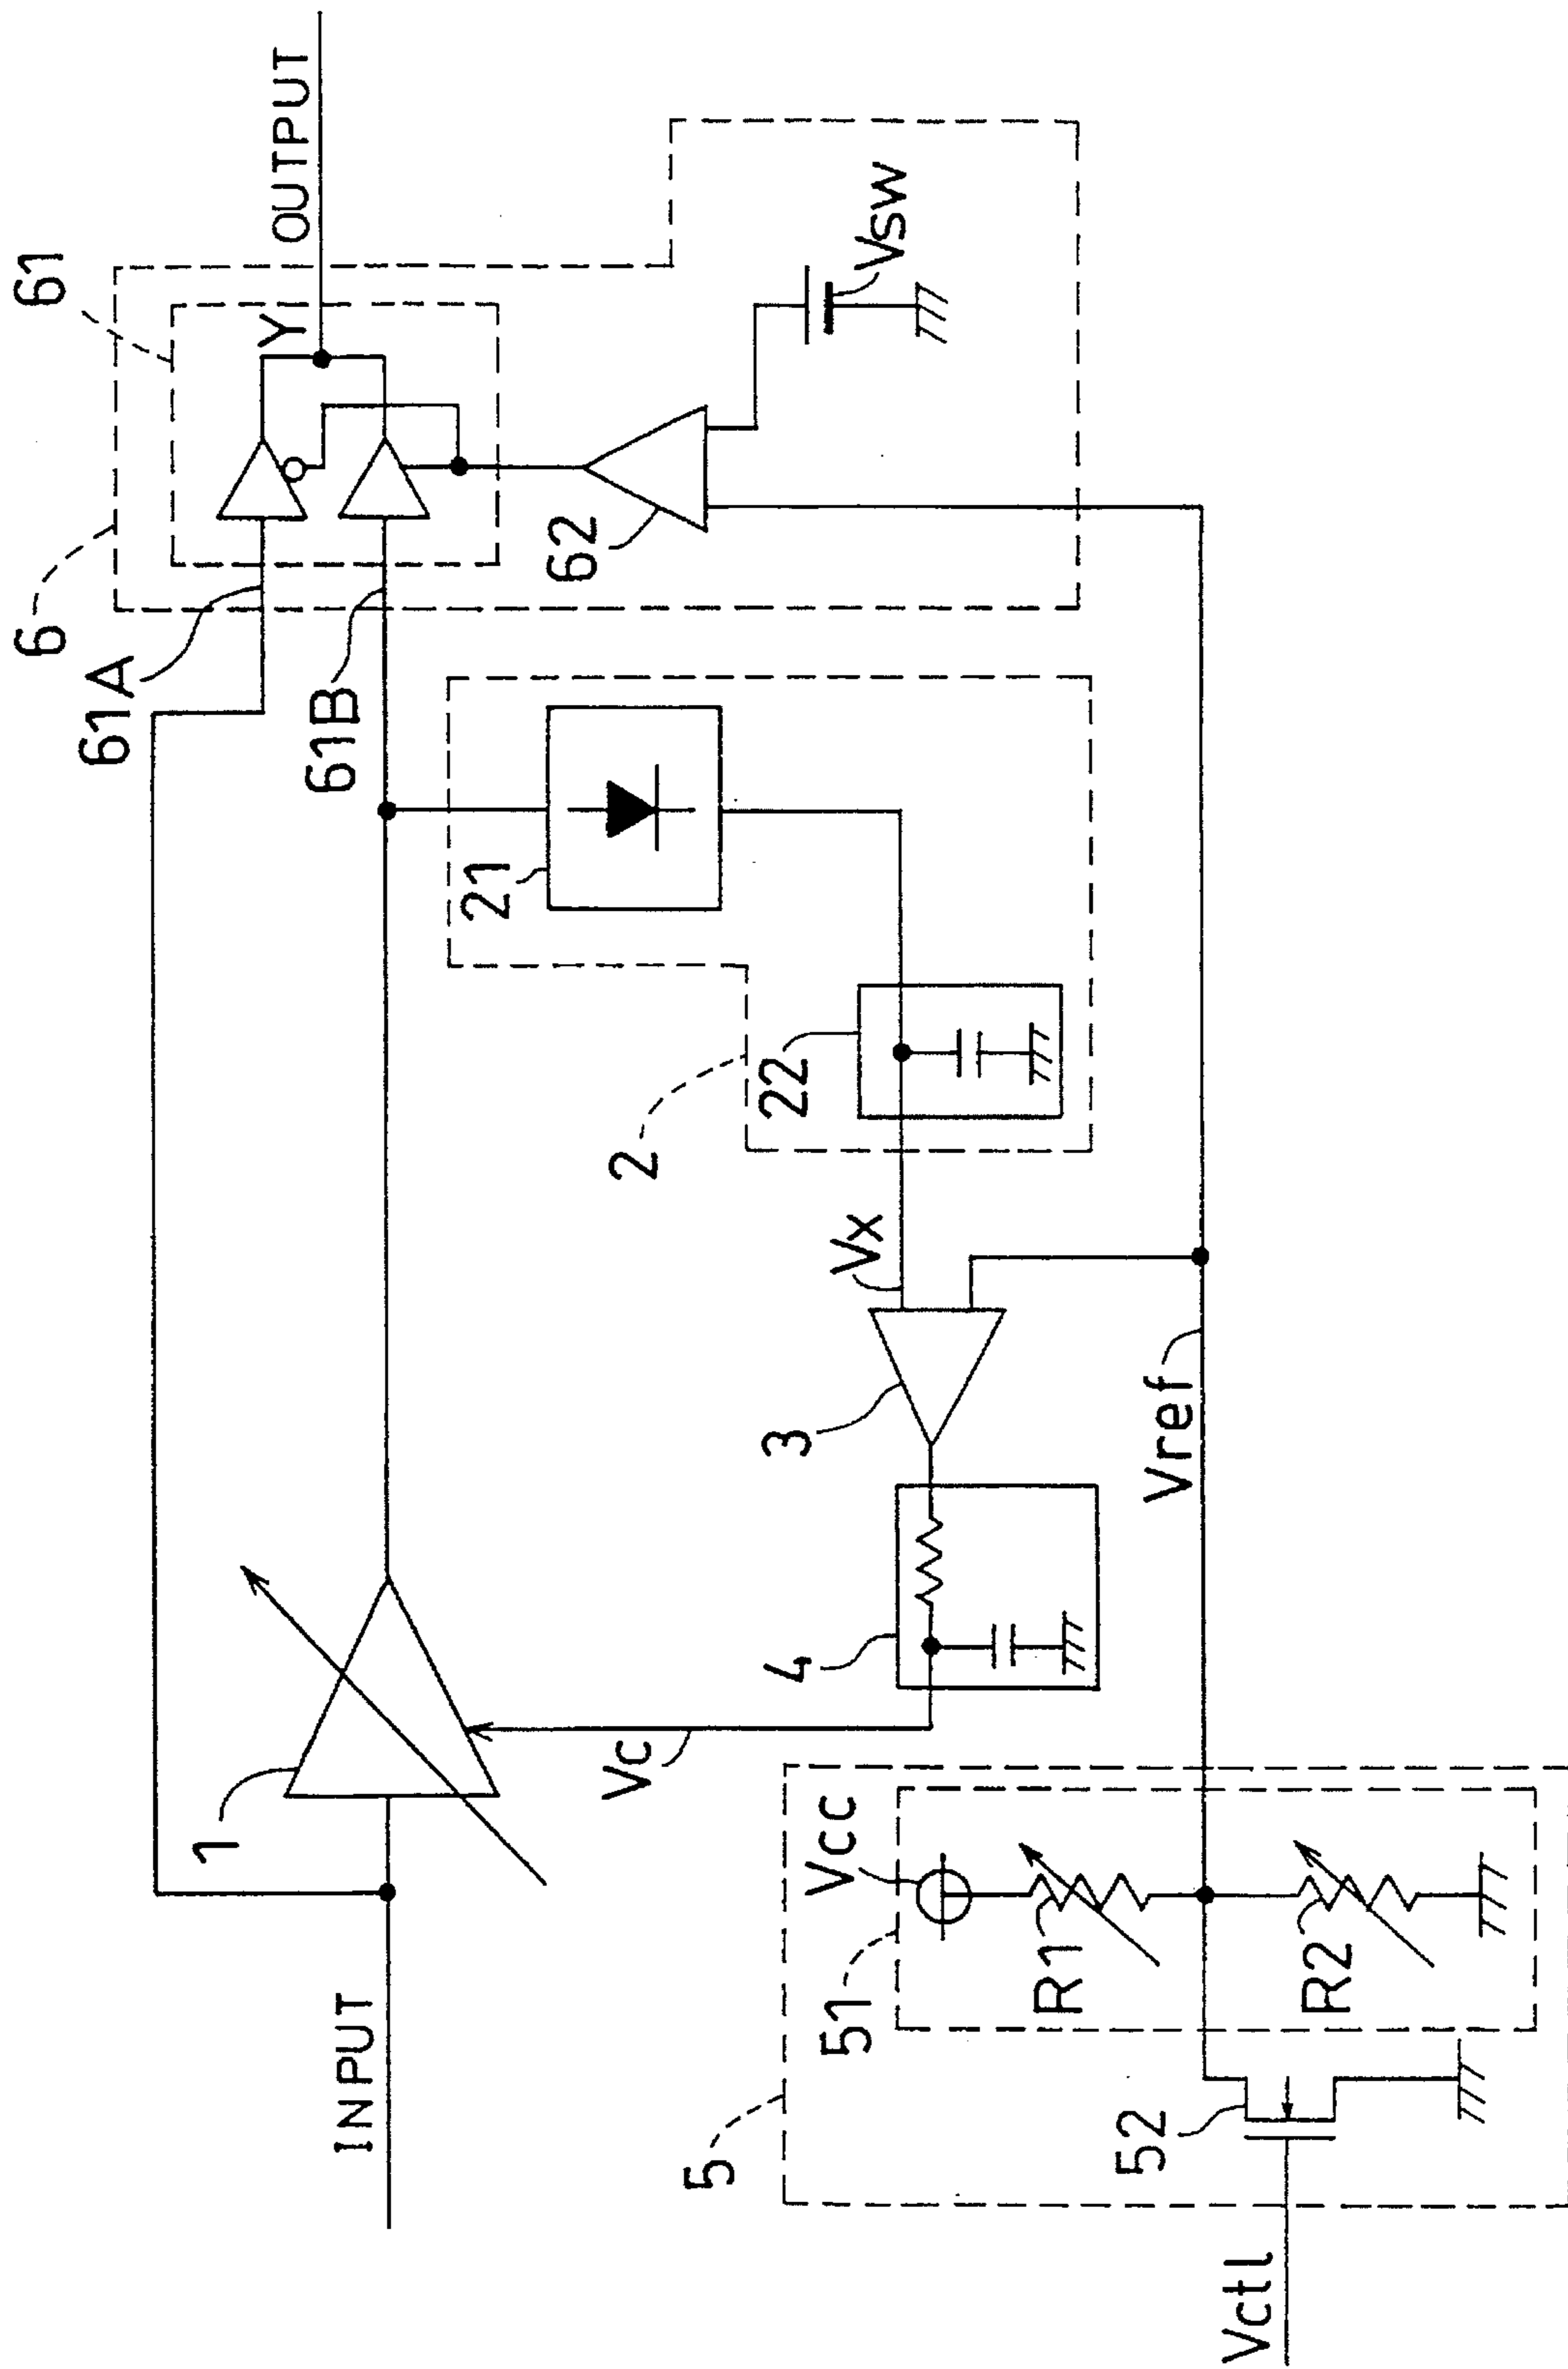 61
OUTPUT
Y
6
61A
61B
62
Vsw
21
22
2
Vx
3
4
Vref
1
Vc
INPUT
Vcc
51
R1
R2
5
52
Vctl